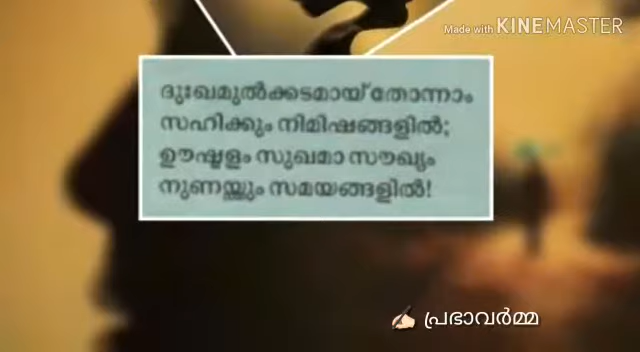 Made with KINEMASTER
ദുഃഖമുൽക്കടമായ് തോന്നാം
സഹിക്കും നിമിഷങ്ങളിൽ;
ഊഷ്മളം സുഖമാ സൗഖ്യം
നുണയ്ക്കും സമയങ്ങളിൽ!
✍🏻 പ്രഭാവർമ്മ